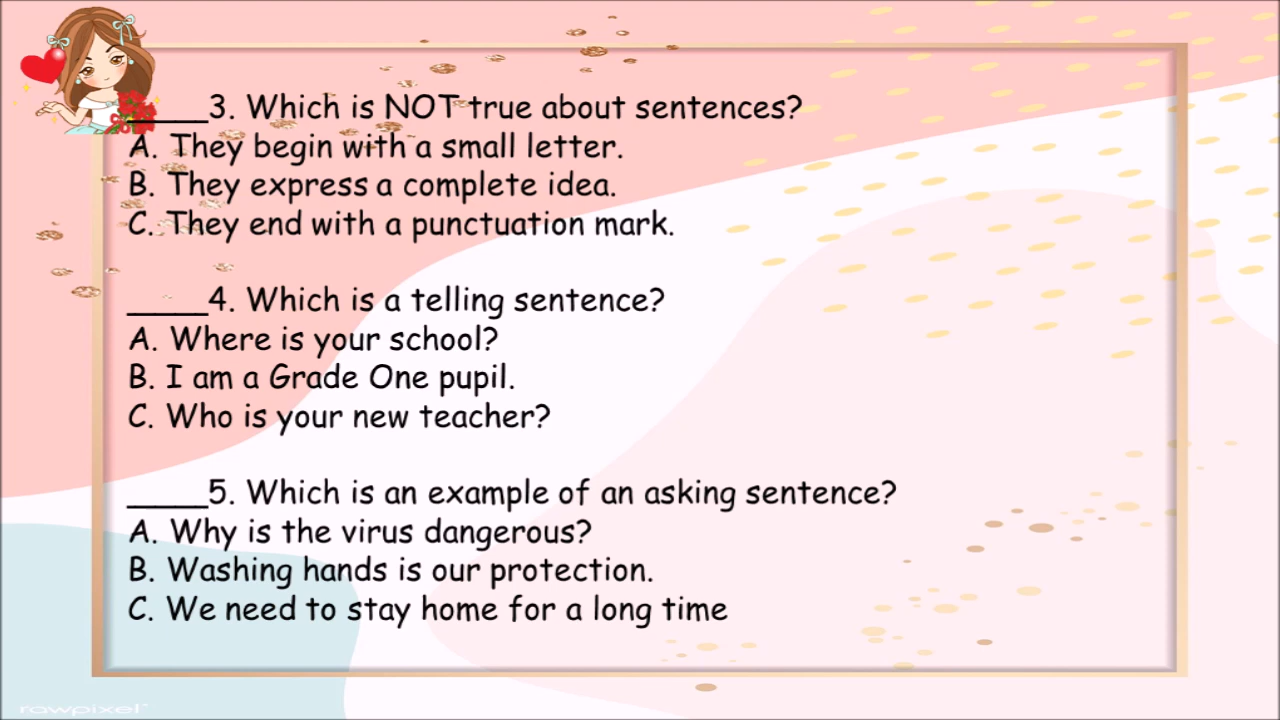 _____3. Which is NOT true about sentences?
A. They begin with a small letter.
B. They express a complete idea.
C. They end with a punctuation mark.
_____4. Which is a telling sentence?
A. Where is your school?
B. I am a Grade One pupil.
C. Who is your new teacher?
_____5. Which is an example of an asking sentence?
A. Why is the virus dangerous?
B. Washing hands is our protection.
C. We need to stay home for a long time
rawpixel